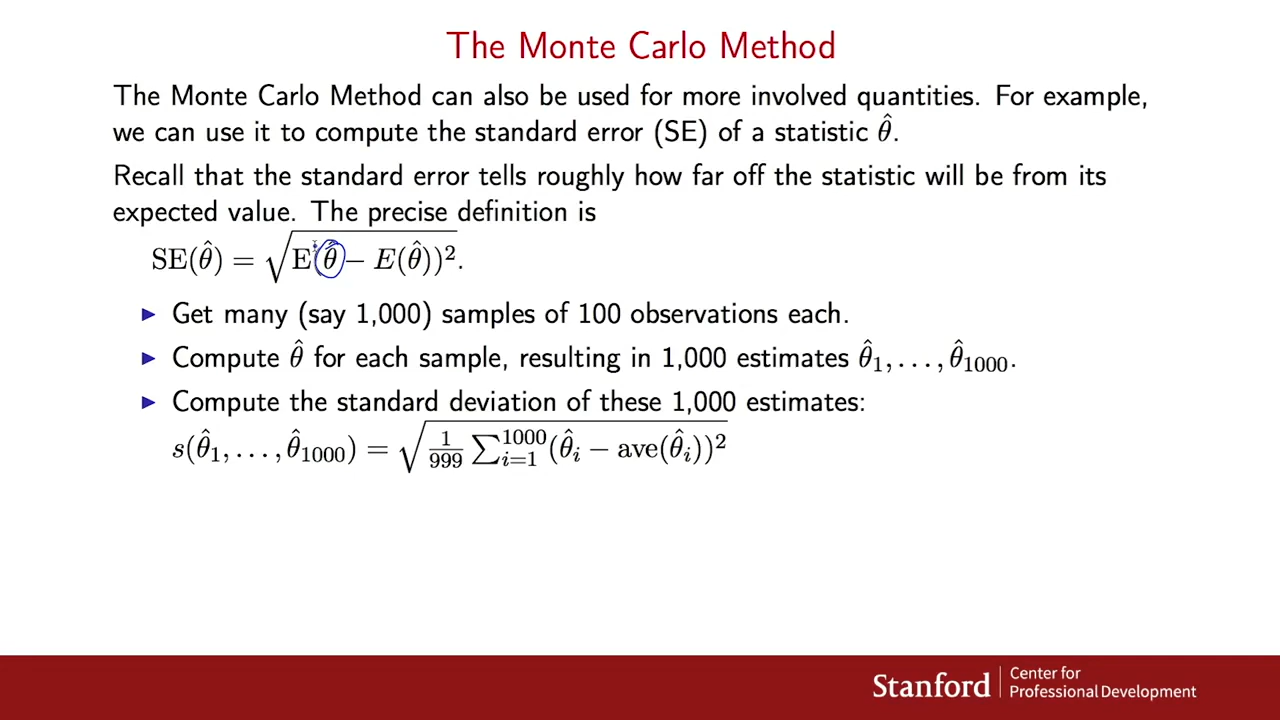 The Monte Carlo Method
The Monte Carlo Method can also be used for more involved quantities. For example,
we can use it to compute the standard error (SE) of a statistic θ̂.
Recall that the standard error tells roughly how far off the statistic will be from its
expected value. The precise definition is
SE(θ̂) = √E(θ̂ − E(θ̂))².
▶ Get many (say 1,000) samples of 100 observations each.
▶ Compute θ̂ for each sample, resulting in 1,000 estimates θ̂₁, . . . , θ̂₁₀₀₀.
▶ Compute the standard deviation of these 1,000 estimates:
s(θ̂₁, . . . , θ̂₁₀₀₀) = √(1/999 ∑ᵢ₌₁¹⁰⁰⁰(θ̂ᵢ − ave(θ̂ᵢ))²
Stanford | Center for
Professional Development